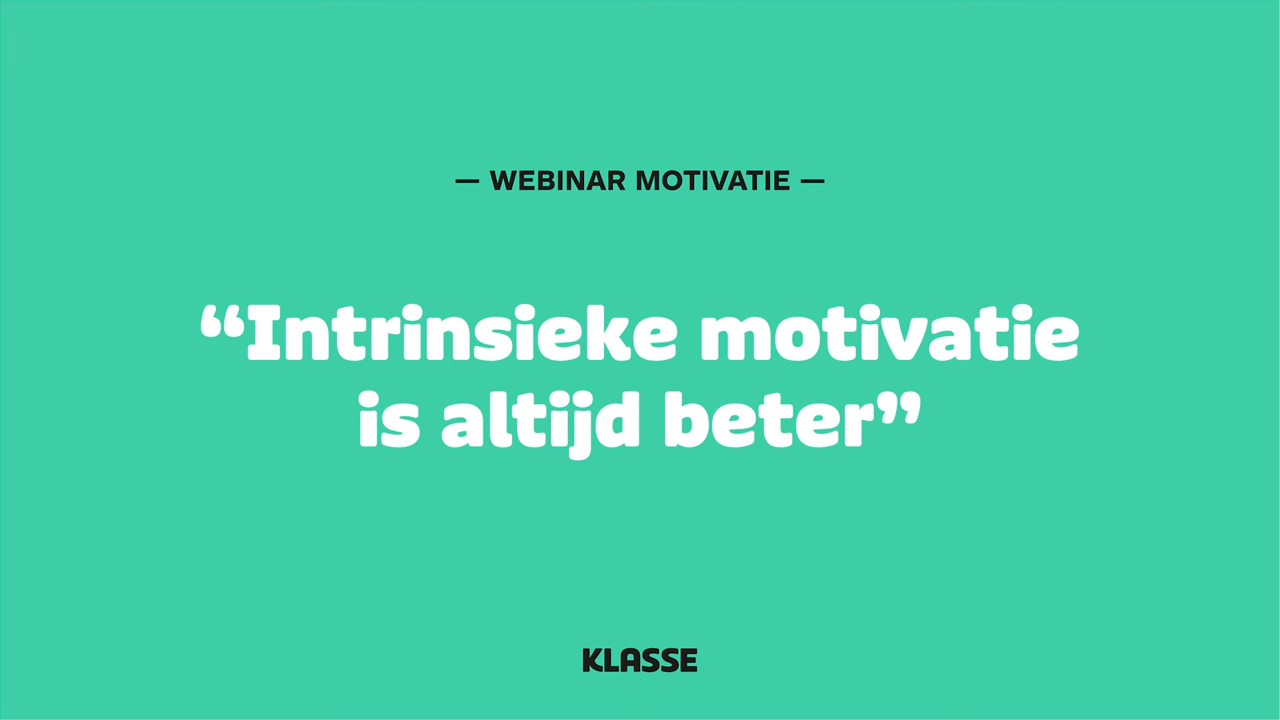 — WEBINAR MOTIVATIE —
“Intrinsieke motivatie
is altijd beter”
KLASSE